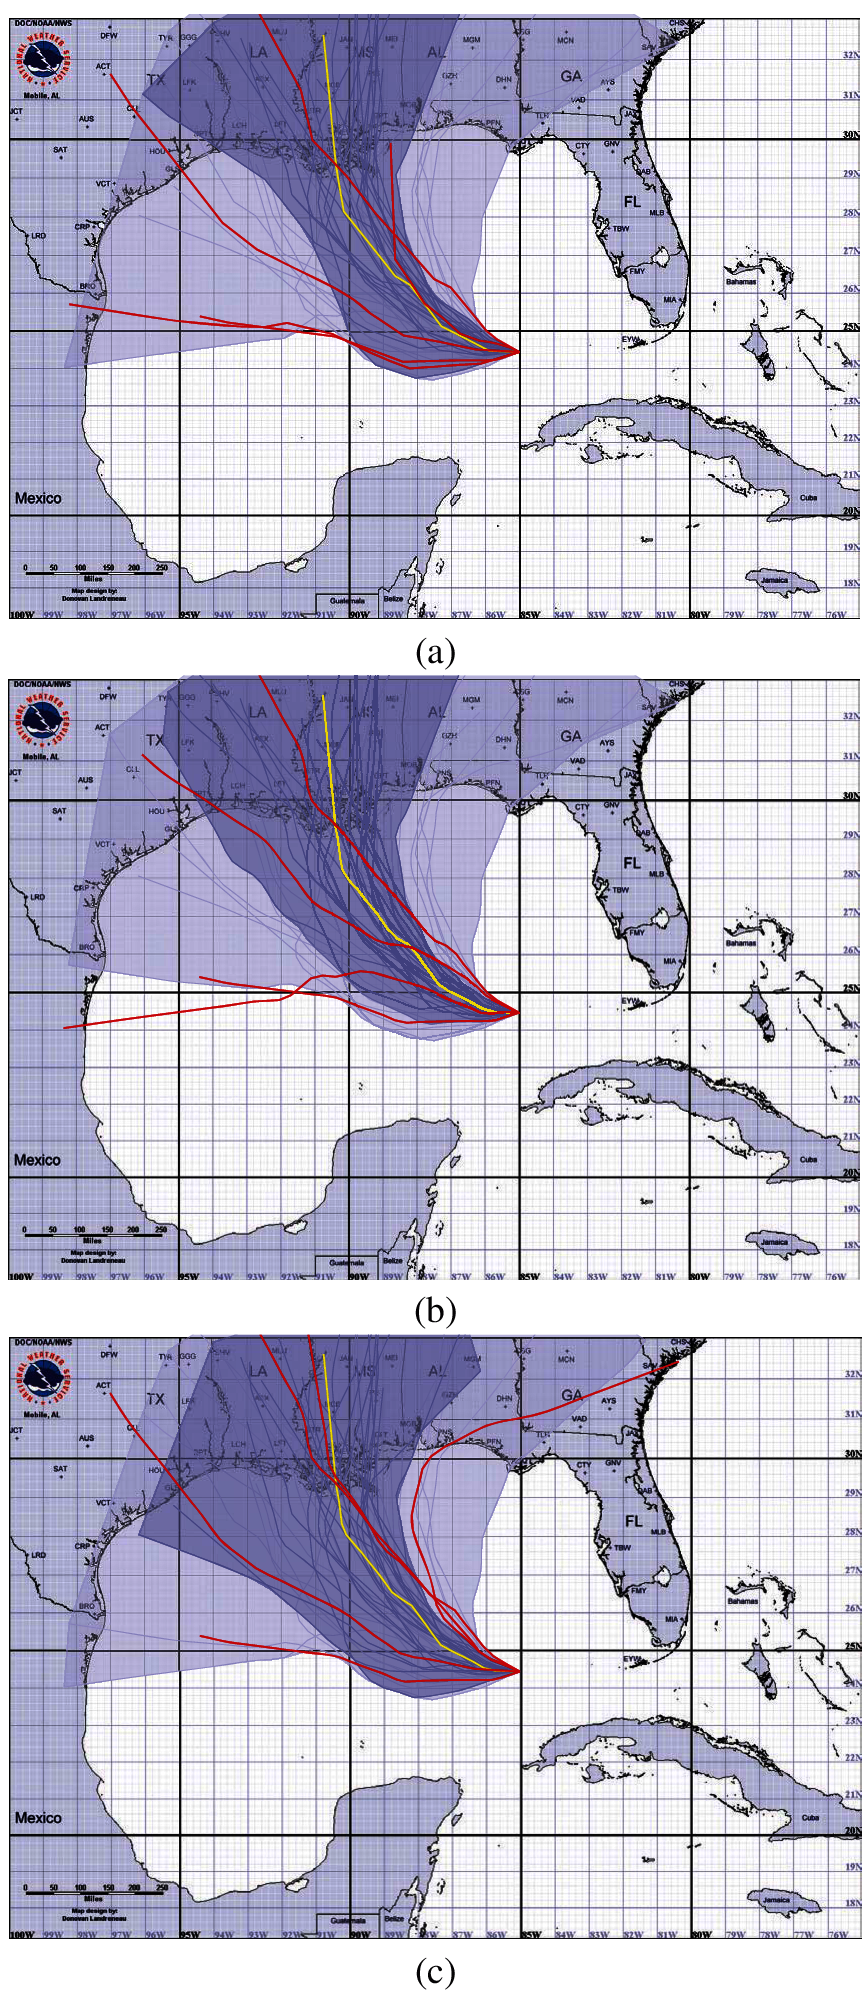 DOC/NOAA/NWS
NATIONAL WEATHER SERVICE
Mobile, AL
DFW
TYR
GGG
MLU
JAN
MEI
MGM
MCN
CHS
SAV
LA
MS
AL
GA
TX
ACT
LFK
AEX
GZH
DHN
AYS
32N
31N
VAD
CLL
AUS
LCH
MOB
PNS
PFN
TLH
JAX
30N
SAT
HOU
CTY
GNV
DAB
29N
VCT
FL
MLB
28N
LRD
CRP
TBW
27N
BRO
FMY
Bahamas
26N
MIA
25N
EYW
24N
23N
22N
21N
Mexico
Cuba
20N
19N
0 50 100 150 200 250
Miles
Map design by:
Donovan Landreneau
Guatemala
Belize
Jamaica
18N
100W 99W 98W 97W 96W 95W 94W 93W 92W 91W 90W 89W 88W 87W 86W 85W 84W 83W 82W 81W 80W 79W 78W 77W 76W
(a)
DOC/NOAA/NWS
NATIONAL WEATHER SERVICE
Mobile, AL
DFW
GGG
MLU
JAN
MEI
MGM
MCN
CHS
SAV
LA
MS
AL
GA
TX
ACT
LFK
AEX
GZH
DHN
AYS
32N
31N
VAD
CLL
AUS
LCH
MOB
PNS
PFN
TLH
JAX
30N
SAT
HOU
CTY
GNV
DAB
29N
VCT
FL
MLB
28N
LRD
CRP
TBW
27N
BRO
FMY
Bahamas
26N
MIA
25N
EYW
24N
23N
22N
21N
Mexico
Cuba
20N
19N
0 50 100 150 200 250
Miles
Map design by:
Donovan Landreneau
Guatemala
Belize
Jamaica
18N
100W 99W 98W 97W 96W 95W 94W 93W 92W 91W 90W 89W 88W 87W 86W 85W 84W 83W 82W 81W 80W 79W 78W 77W 76W
(b)
DOC/NOAA/NWS
NATIONAL WEATHER SERVICE
Mobile, AL
DFW
TYR
GGG
MLU
JAN
MEI
MGM
MCN
CHS
SAV
LA
MS
AL
GA
TX
ACT
LFK
AEX
GZH
DHN
AYS
32N
31N
VAD
AUS
LCH
MOB
PNS
PFN
TLH
JAX
30N
SAT
HOU
CTY
GNV
DAB
29N
VCT
FL
MLB
28N
LRD
CRP
TBW
27N
BRO
FMY
Bahamas
26N
MIA
25N
EYW
24N
23N
22N
21N
Mexico
Cuba
20N
19N
0 50 100 150 200 250
Miles
Map design by:
Donovan Landreneau
Guatemala
Belize
Jamaica
18N
100W 99W 98W 97W 96W 95W 94W 93W 92W 91W 90W 89W 88W 87W 86W 85W 84W 83W 82W 81W 80W 79W 78W 77W 76W
(c)